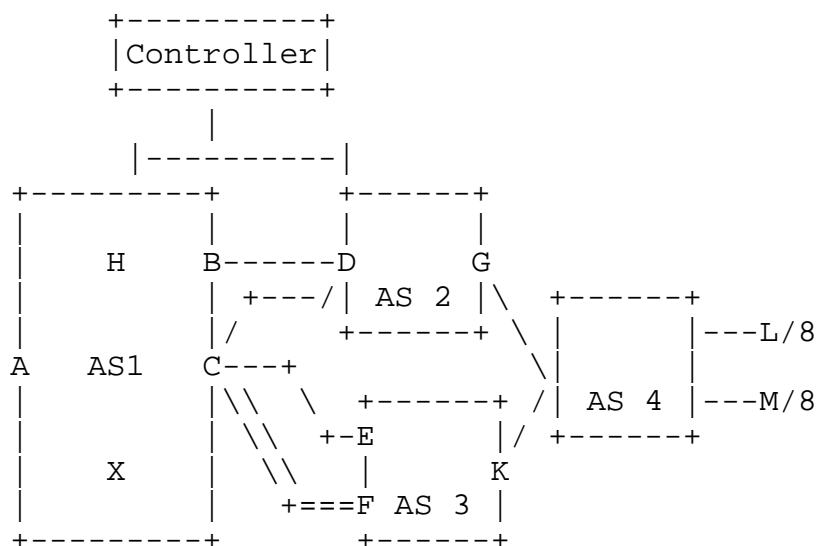 Controller
H B D G
AS 2
L/8
A AS1 C
AS 4 M/8
E
X K
F AS 3